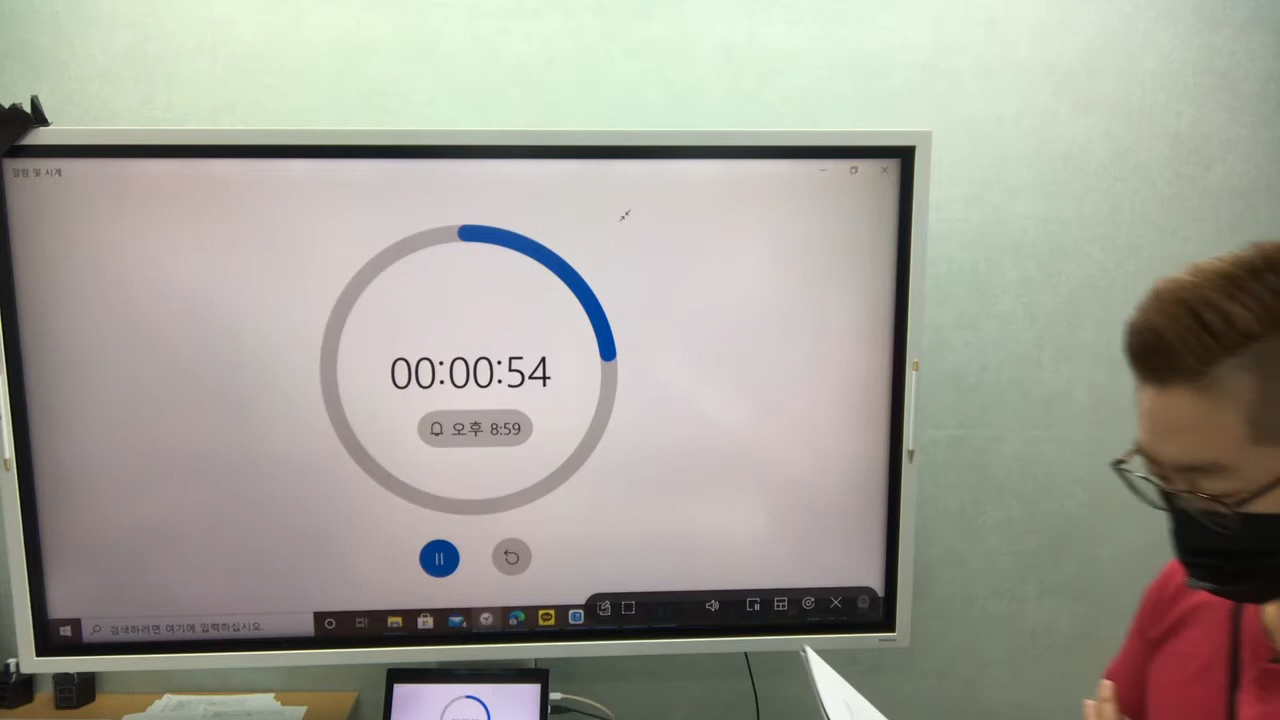 알람 및 시계
00:00:54
오후 8:59
검색하려면 여기에 입력하십시오.